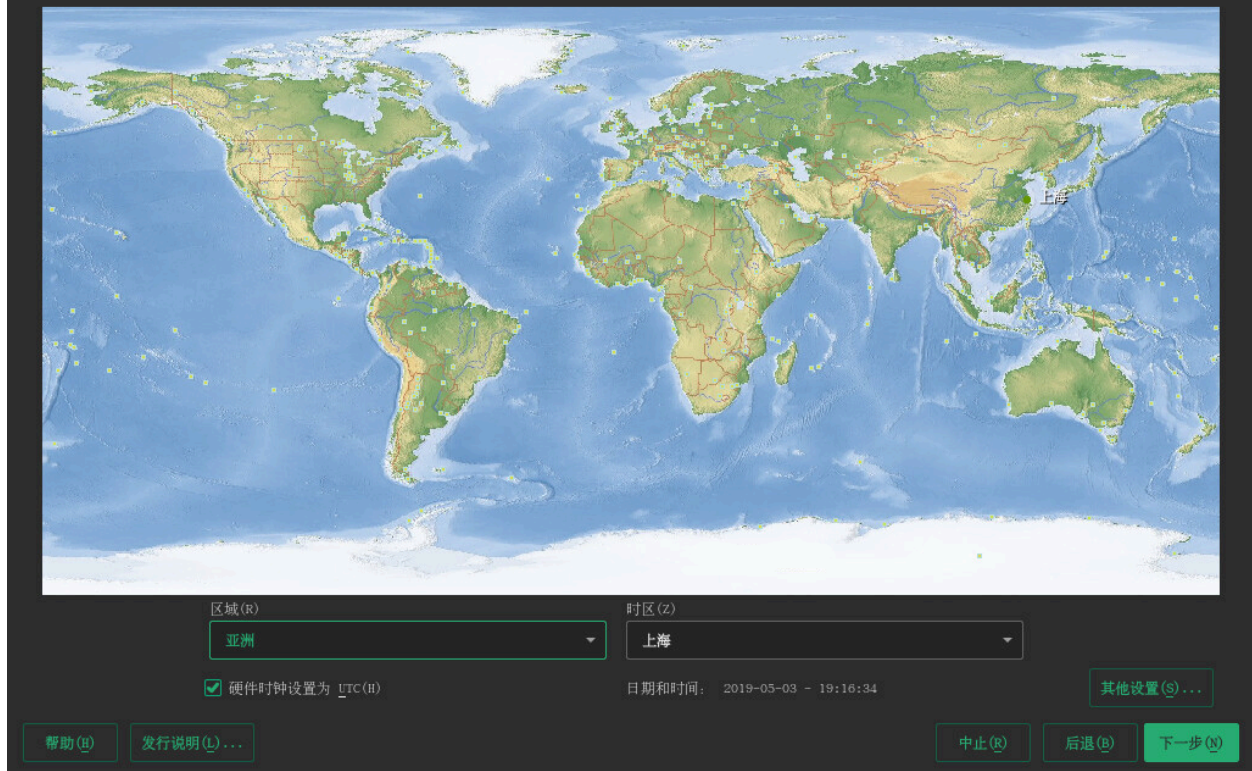 上海
区域(R)
时区(Z)
亚洲
上海
硬件时钟设置为 UTC(H)
日期和时间： 2019-05-03 - 19:16:34
其他设置(S)...
帮助(H)
发行说明(L)...
中止(R)
后退(B)
下一步(N)